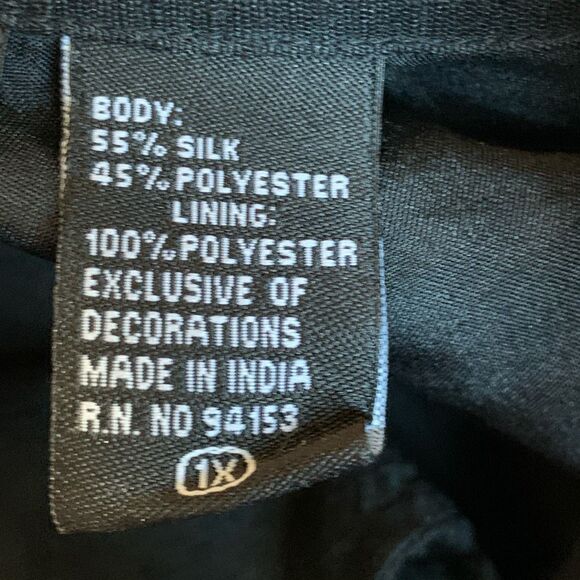 BODY:
55% SILK
45% POLYESTER
LINING:
100% POLYESTER
EXCLUSIVE OF
DECORATIONS
MADE IN INDIA
R.N. NO 94153
1X